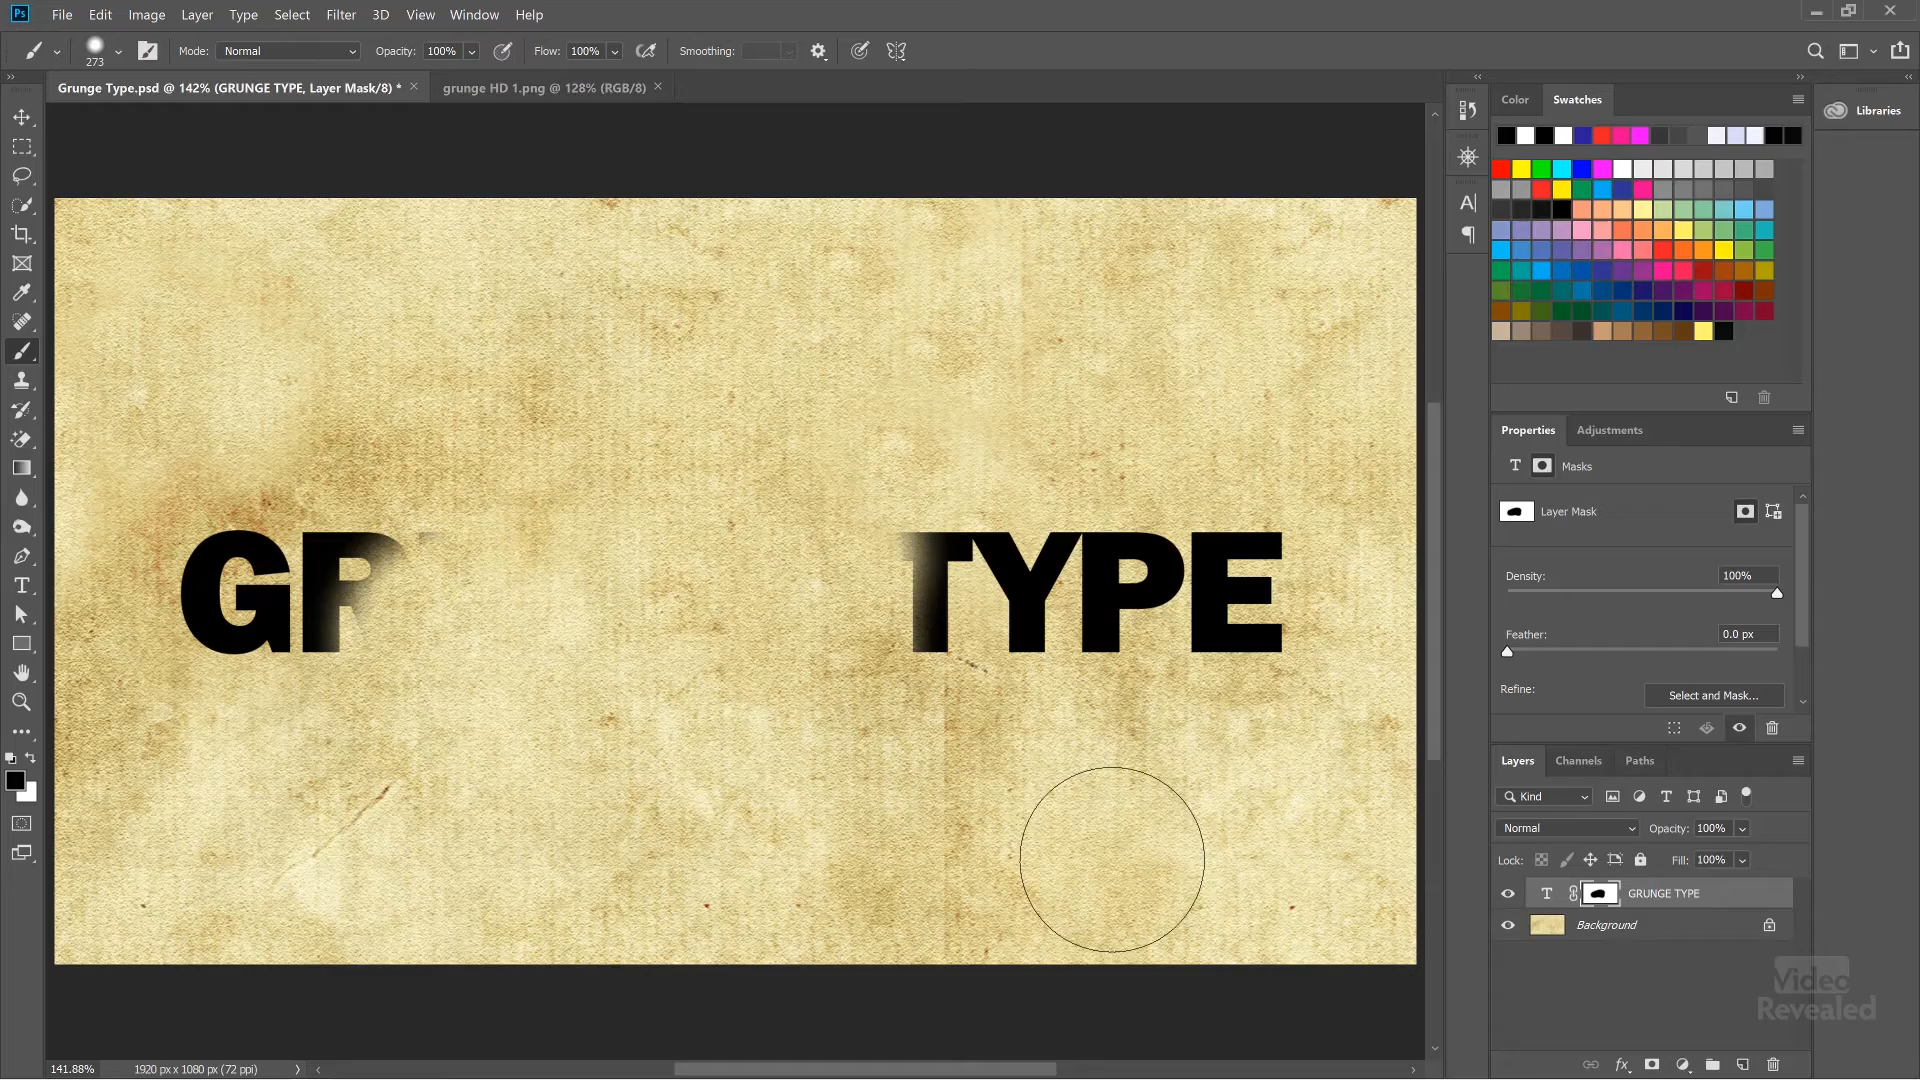 Ps File Edit Image Layer Type Select Filter 3D View Window Help
273 Mode: Normal Opacity: 100% Flow: 100% Smoothing:
Grunge Type.psd @ 142% (GRUNGE TYPE, Layer Mask/8) * × grunge HD 1.png @ 128% (RGB/8) ×
Color Swatches
Libraries
GR TYPE
Properties Adjustments
Masks
Layer Mask
Density: 100%
Feather: 0.0 px
Refine: Select and Mask...
Layers Channels Paths
Kind
Normal Opacity: 100%
Lock: Fill: 100%
GRUNGE TYPE
Background
Video
Revealed
141.88% 1920 px x 1080 px (72 ppi)